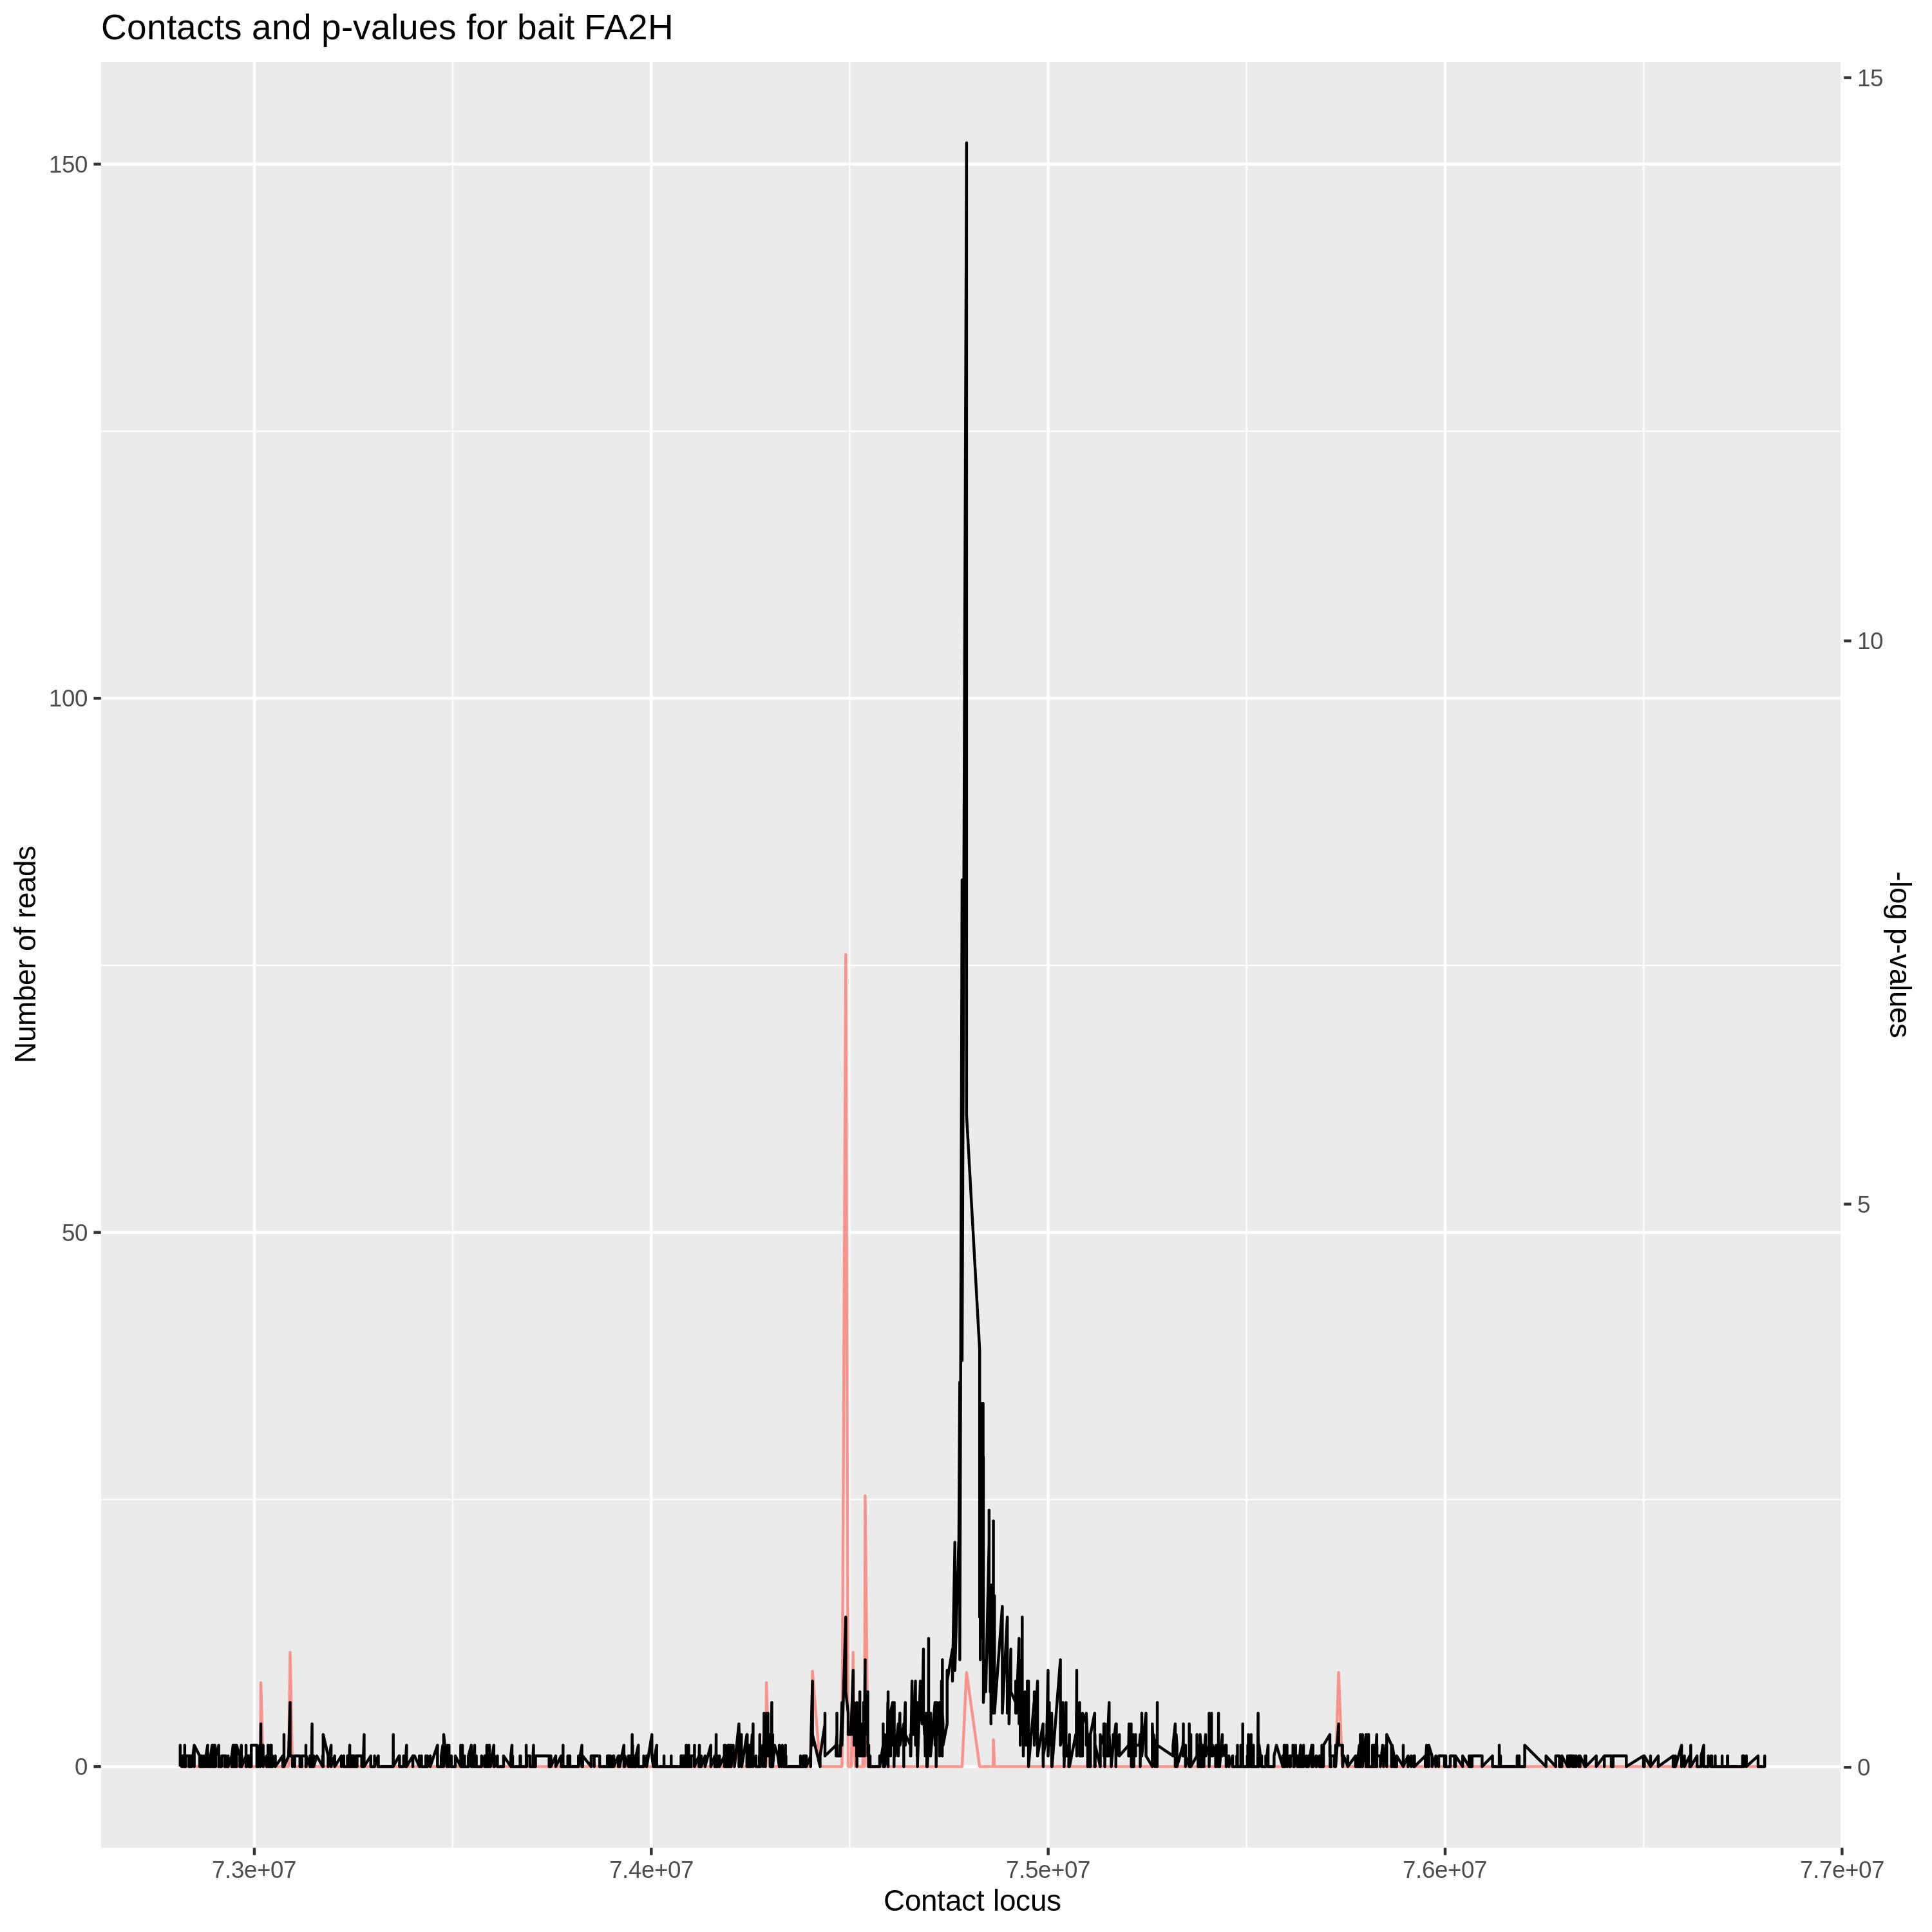 Contacts and p-values for bait FA2H
150
100
50
0
Number of reads
15
10
5
0
-log p-values
7.3e+07
7.4e+07
7.5e+07
7.6e+07
7.7e+07
Contact locus